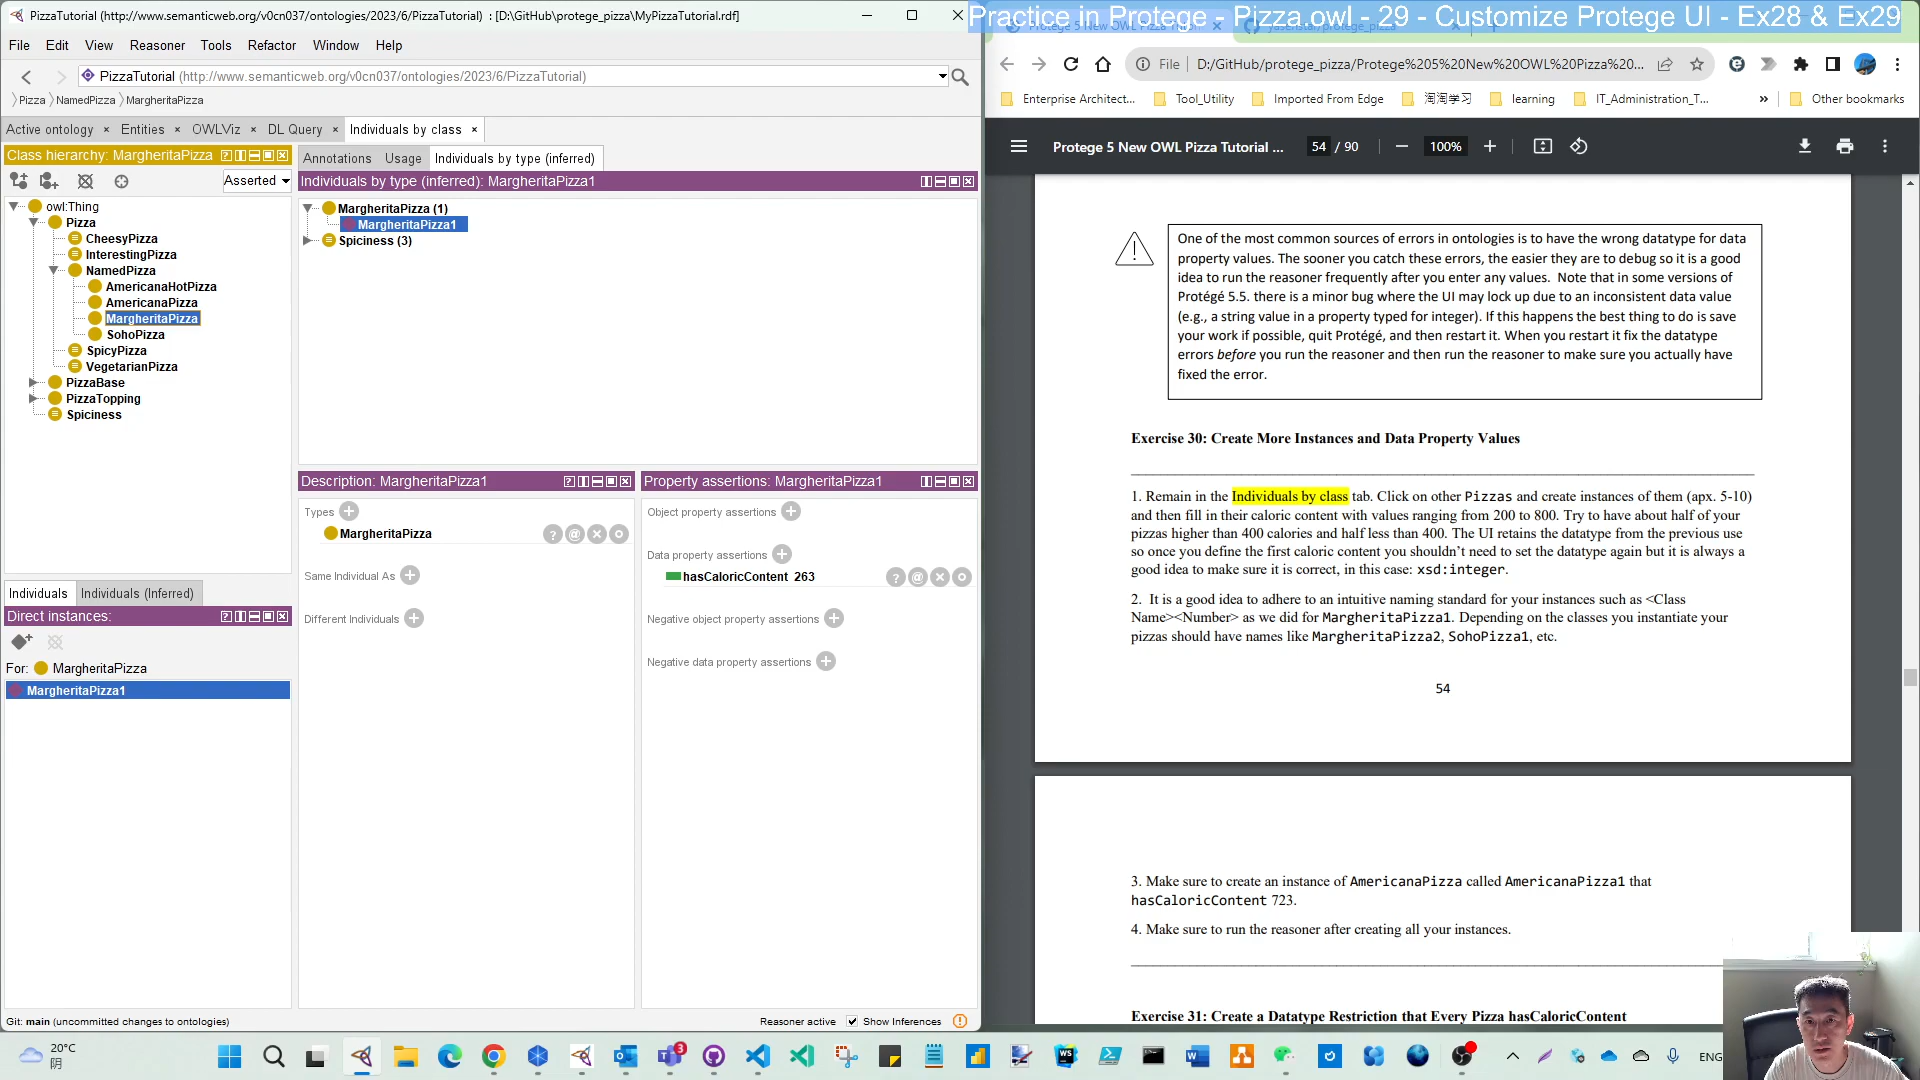 PizzaTutorial (http://www.semanticweb.org/v0cn037/ontologies/2023/6/PizzaTutorial) : [D:\GitHub\protege_pizza\MyPizzaTutorial.rdf]
Practice in Protege - Pizza.owl - 29 - Customize Protege UI - Ex28 & Ex29
File Edit View Reasoner Tools Refactor Window Help
PizzaTutorial (http://www.semanticweb.org/v0cn037/ontologies/2023/6/PizzaTutorial)
Pizza NamedPizza MargheritaPizza
Active ontology × Entities × OWLViz × DL Query × Individuals by class ×
Class hierarchy: MargheritaPizza
Asserted
owl:Thing
Pizza
CheesyPizza
InterestingPizza
NamedPizza
AmericanaHotPizza
AmericanaPizza
MargheritaPizza
SohoPizza
SpicyPizza
VegetarianPizza
PizzaBase
PizzaTopping
Spiciness
Individuals Individuals (Inferred)
Direct instances:
For: MargheritaPizza
MargheritaPizza1
Annotations Usage Individuals by type (inferred)
Individuals by type (inferred): MargheritaPizza1
MargheritaPizza (1)
MargheritaPizza1
Spiciness (3)
Description: MargheritaPizza1
Types
MargheritaPizza
Same Individual As
Different Individuals
Property assertions: MargheritaPizza1
Object property assertions
Data property assertions
hasCaloricContent 263
Negative object property assertions
Negative data property assertions
Git: main (uncommitted changes to ontologies)
Reasoner active Show Inferences
File D:/GitHub/protege_pizza/Protege%205%20New%20OWL%20Pizza%20...
Enterprise Architect... Tool_Utility Imported From Edge 淘淘学习 learning IT_Administration_T... » Other bookmarks
Protege 5 New OWL Pizza Tutorial ... 54 / 90 100%
One of the most common sources of errors in ontologies is to have the wrong datatype for data
property values. The sooner you catch these errors, the easier they are to debug so it is a good
idea to run the reasoner frequently after you enter any values. Note that in some versions of
Protégé 5.5. there is a minor bug where the UI may lock up due to an inconsistent data value
(e.g., a string value in a property typed for integer). If this happens the best thing to do is save
your work if possible, quit Protégé, and then restart it. When you restart it fix the datatype
errors before you run the reasoner and then run the reasoner to make sure you actually have
fixed the error.
Exercise 30: Create More Instances and Data Property Values
1. Remain in the Individuals by class tab. Click on other Pizzas and create instances of them (apx. 5-10)
and then fill in their caloric content with values ranging from 200 to 800. Try to have about half of your
pizzas higher than 400 calories and half less than 400. The UI retains the datatype from the previous use
so once you define the first caloric content you shouldn't need to set the datatype again but it is always a
good idea to make sure it is correct, in this case: xsd:integer.
2. It is a good idea to adhere to an intuitive naming standard for your instances such as <Class
Name><Number> as we did for MargheritaPizza1. Depending on the classes you instantiate your
pizzas should have names like MargheritaPizza2, SohoPizza1, etc.
54
3. Make sure to create an instance of AmericanaPizza called AmericanaPizza1 that
hasCaloricContent 723.
4. Make sure to run the reasoner after creating all your instances.
Exercise 31: Create a Datatype Restriction that Every Pizza hasCaloricContent
20°C
阴
3
ENG